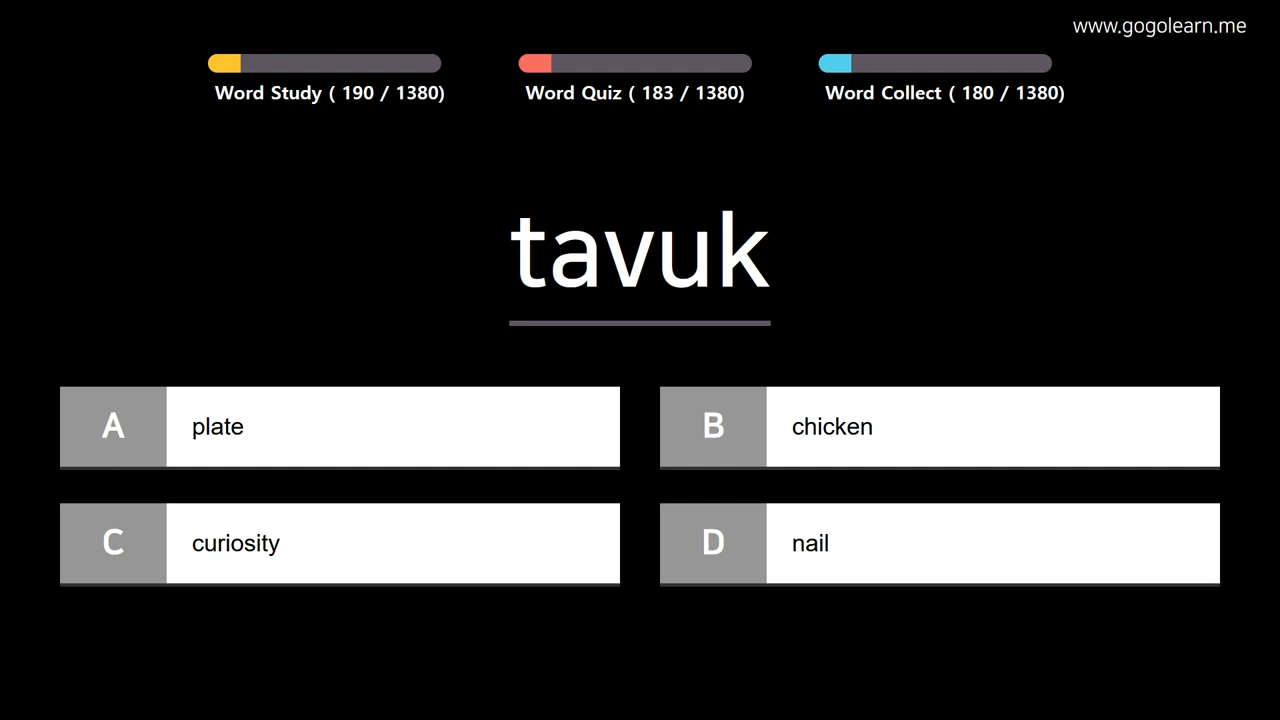 www.gogolearn.me
Word Study ( 190 / 1380)
Word Quiz ( 183 / 1380)
Word Collect ( 180 / 1380)
tavuk
A plate
B chicken
C curiosity
D nail